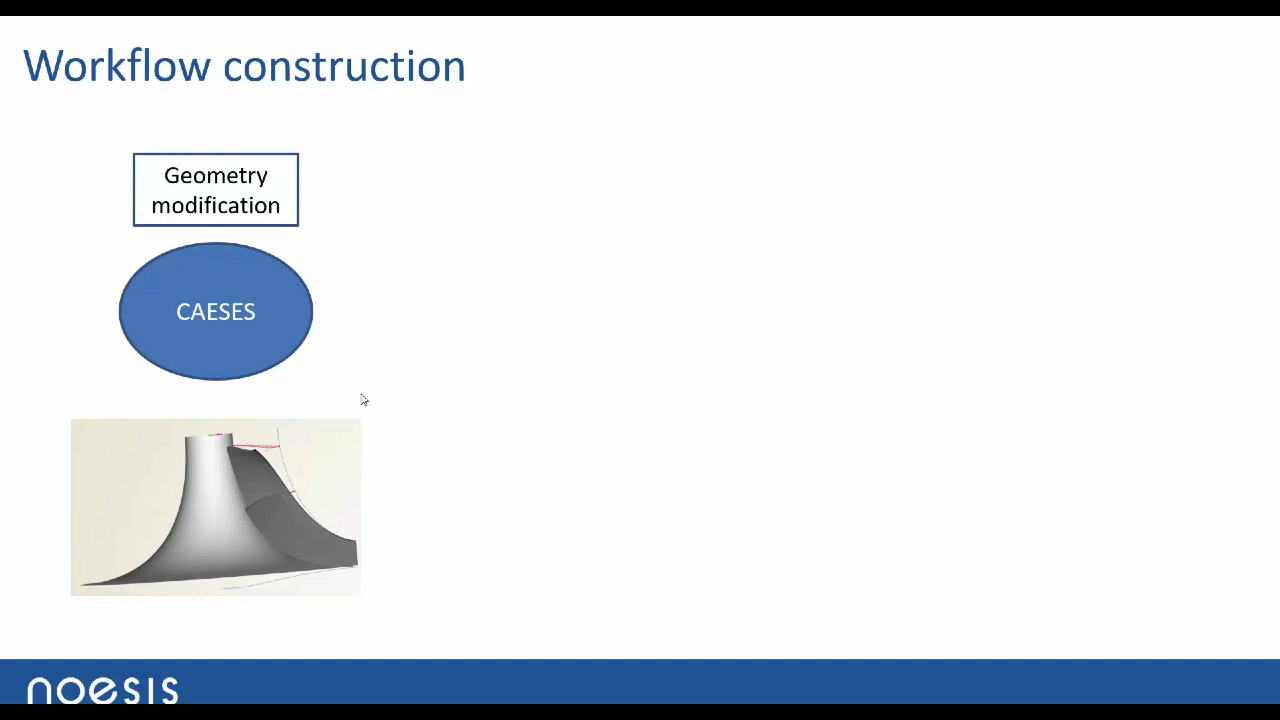 Workflow construction
Geometry
modification
CAESES
noesis